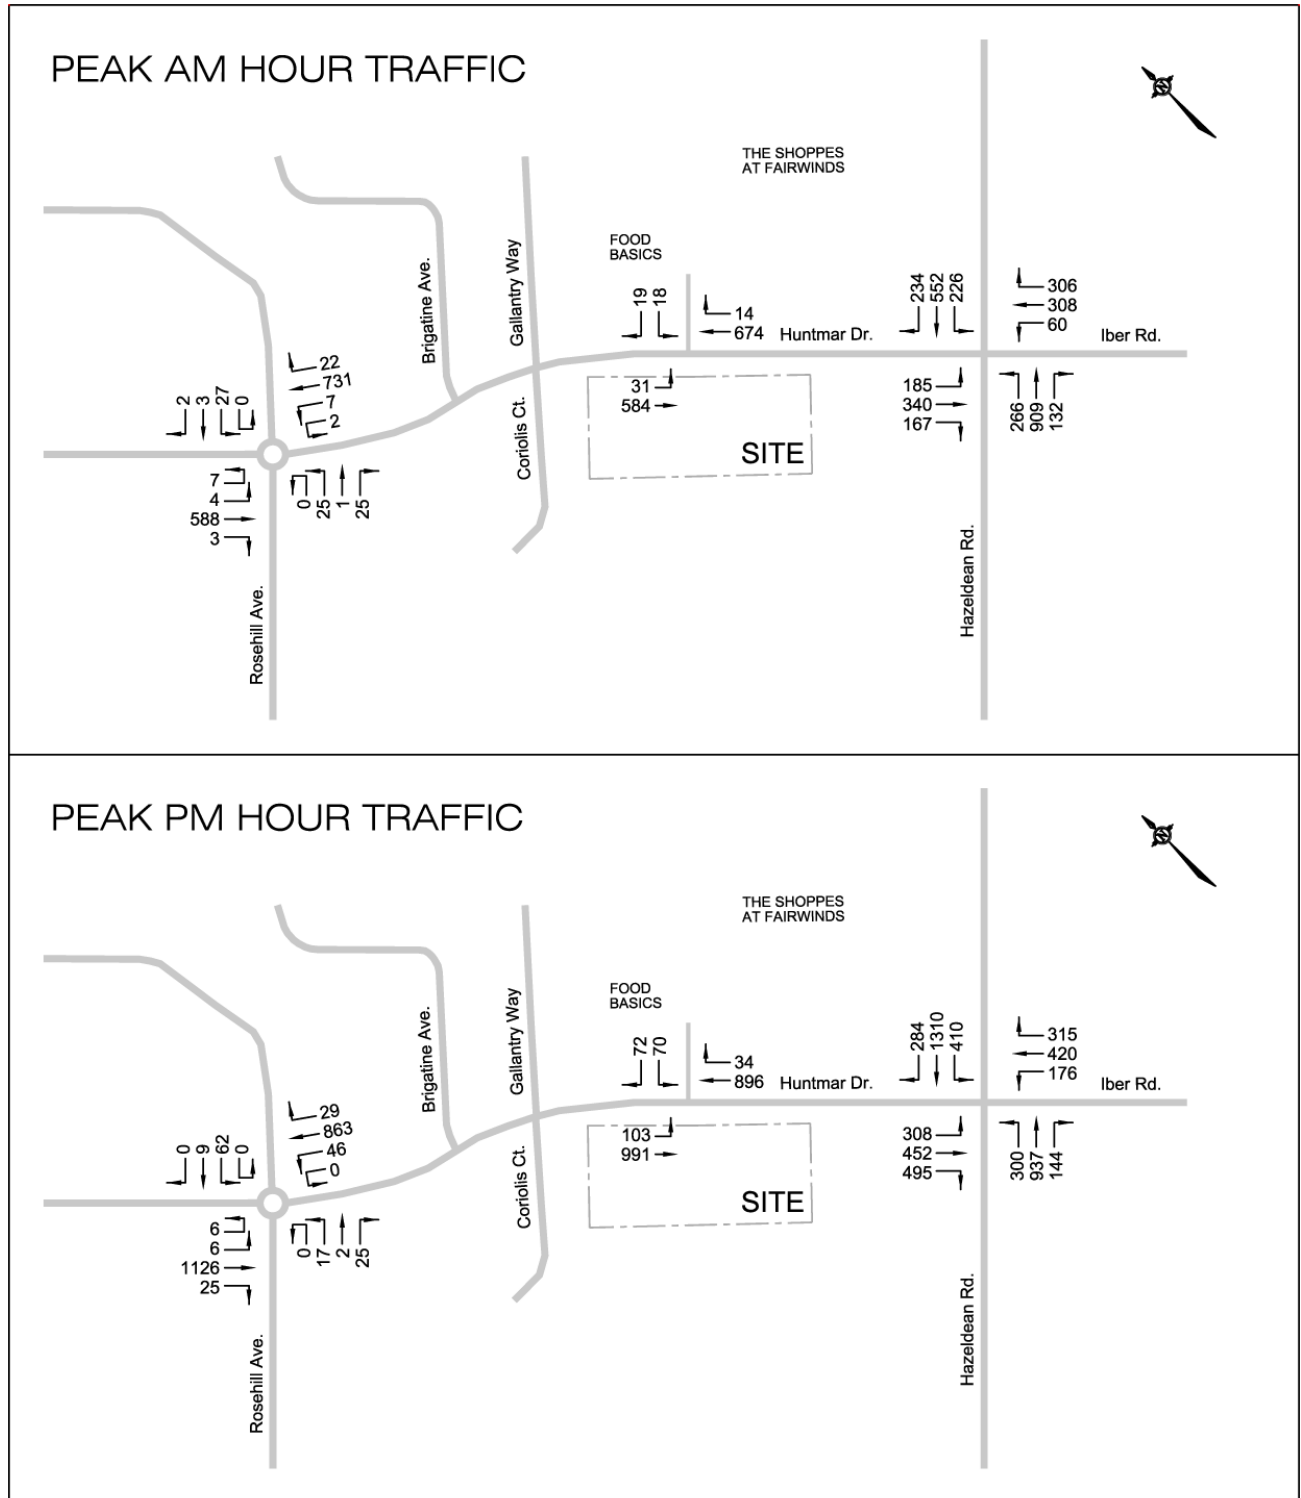 PEAK AM HOUR TRAFFIC
N
THE SHOPPES
AT FAIRWINDS
FOOD
BASICS
Brigatine Ave.
Gallantry Way
Coriolis Ct.
19
18
14
674
Huntmar Dr.
234
552
226
306
308
60
Iber Rd.
31
584
185
340
167
266
909
132
SITE
2
3
27
0
22
731
7
2
7
4
588
3
0
25
1
25
Rosehill Ave.
Hazeldean Rd.
PEAK PM HOUR TRAFFIC
N
THE SHOPPES
AT FAIRWINDS
FOOD
BASICS
Brigatine Ave.
Gallantry Way
Coriolis Ct.
72
70
34
896
Huntmar Dr.
284
1310
410
315
420
176
Iber Rd.
103
991
308
452
495
300
937
144
SITE
0
9
62
0
29
863
46
0
6
6
1126
25
0
17
2
25
Rosehill Ave.
Hazeldean Rd.